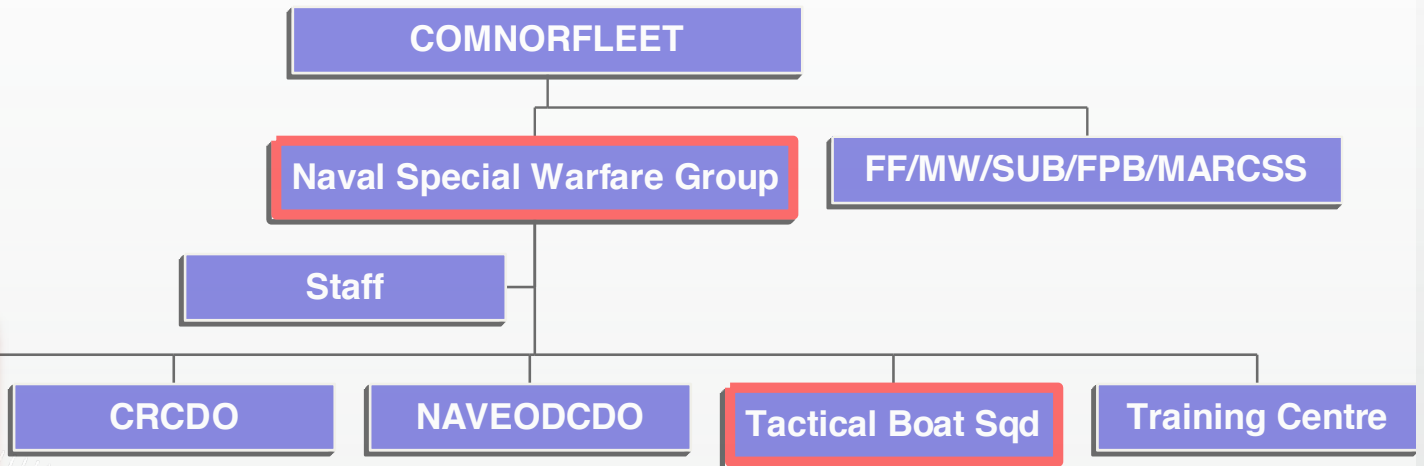 COMNORFLEET
Naval Special Warfare Group
FF/MW/SUB/FPB/MARCSS
Staff
CRCDO
NAVEODCDO
Tactical Boat Sqd
Training Centre